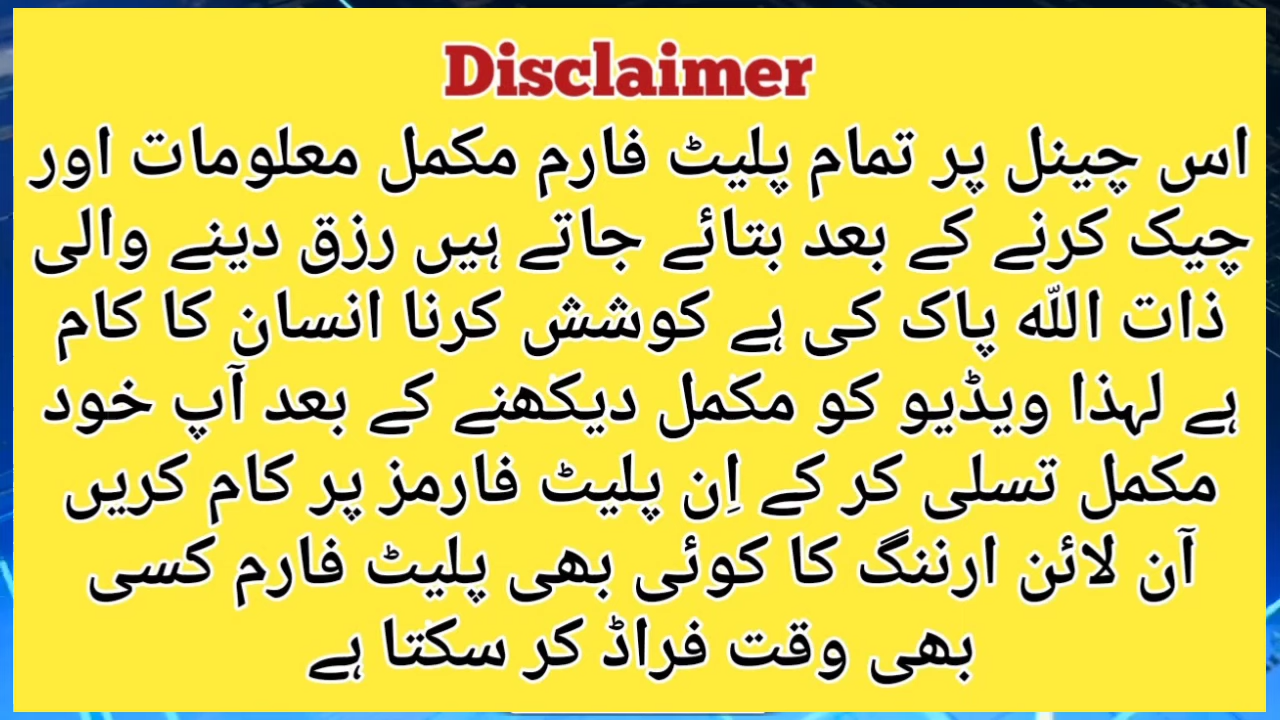 Disclaimer
اس چینل پر تمام پلیٹ فارم مکمل معلومات اور
چیک کرنے کے بعد بتائے جاتے ہیں رزق دینے والی
ذات اللّٰہ پاک کی ہے کوشش کرنا انسان کا کام
ہے لہذا ویڈیو کو مکمل دیکھنے کے بعد آپ خود
مکمل تسلی کر کے اِن پلیٹ فارمز پر کام کریں
آن لائن ارننگ کا کوئی بھی پلیٹ فارم کسی
بھی وقت فراڈ کر سکتا ہے